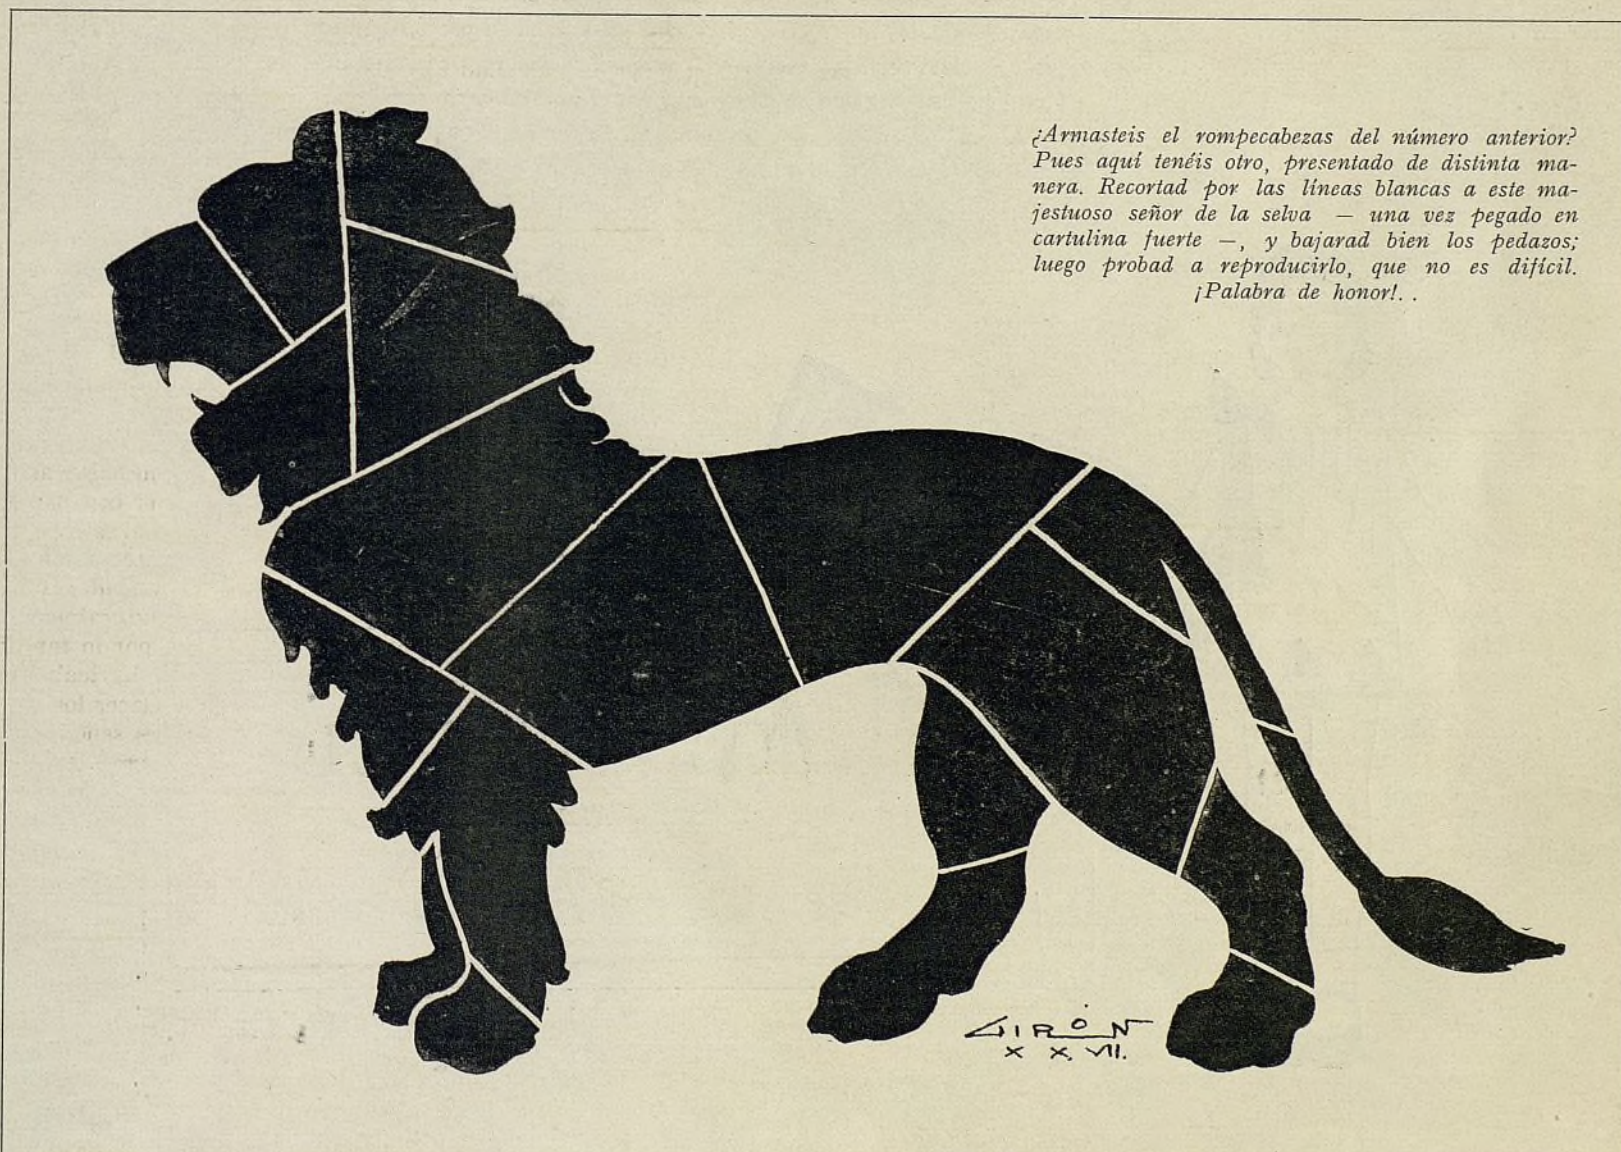 ¿Armasteis el rompecabezas del número anterior?
Pues aquí tenéis otro, presentado de distinta ma-
nera. Recortad por las líneas blancas a este ma-
jestuoso señor de la selva — una vez pegado en
cartulina fuerte —, y bajarad bien los pedazos;
luego probad a reproducirlo, que no es difícil.
¡Palabra de honor!. .
GIRÓN
X X. VII.